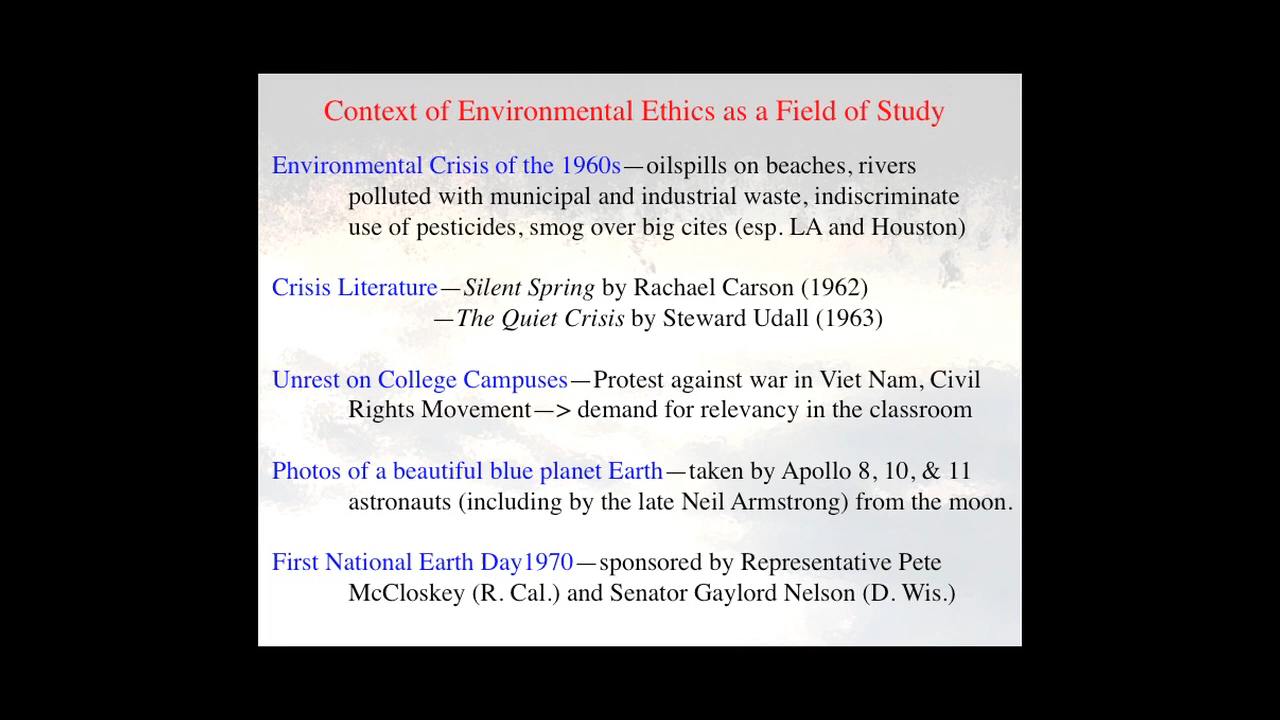 Context of Environmental Ethics as a Field of Study
Environmental Crisis of the 1960s—oilspills on beaches, rivers
polluted with municipal and industrial waste, indiscriminate
use of pesticides, smog over big cites (esp. LA and Houston)
Crisis Literature—Silent Spring by Rachael Carson (1962)
—The Quiet Crisis by Steward Udall (1963)
Unrest on College Campuses—Protest against war in Viet Nam, Civil
Rights Movement—> demand for relevancy in the classroom
Photos of a beautiful blue planet Earth—taken by Apollo 8, 10, & 11
astronauts (including by the late Neil Armstrong) from the moon.
First National Earth Day1970—sponsored by Representative Pete
McCloskey (R. Cal.) and Senator Gaylord Nelson (D. Wis.)